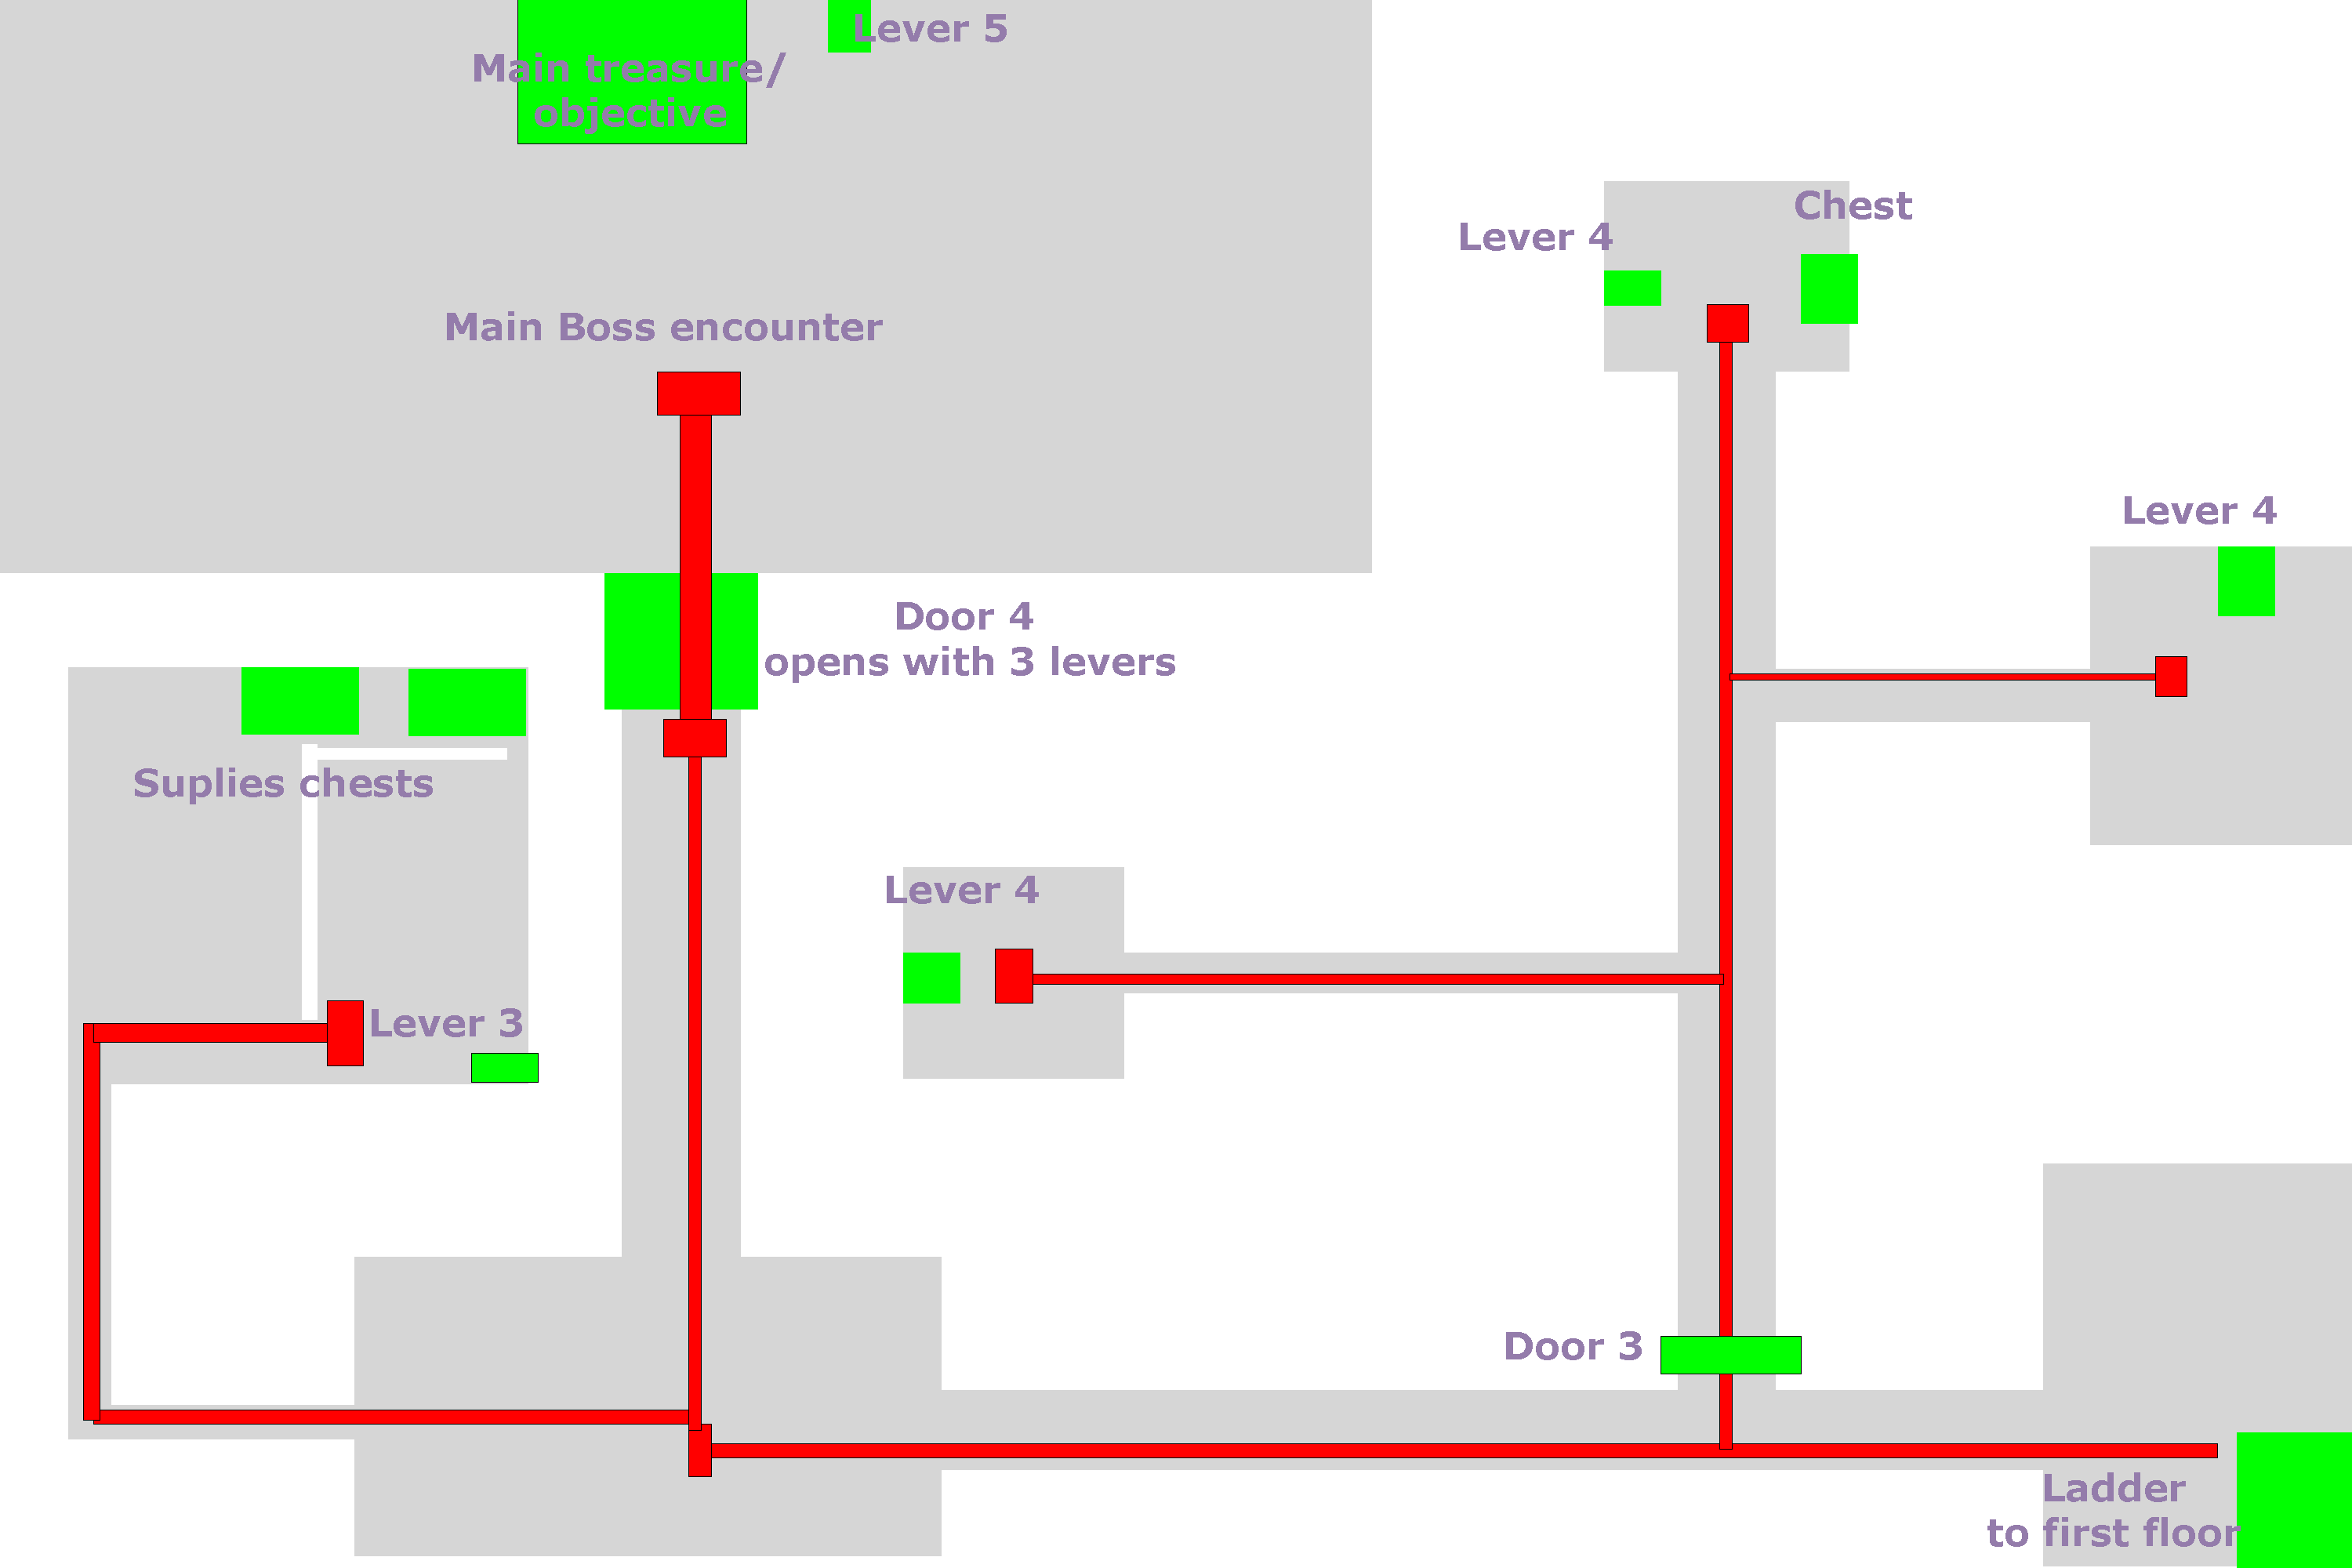 Lever 5
Main treasure/
objective
Chest
Lever 4
Main Boss encounter
Lever 4
Door 4
opens with 3 levers
Suplies chests
Lever 4
Lever 3
Door 3
Ladder
to first floor